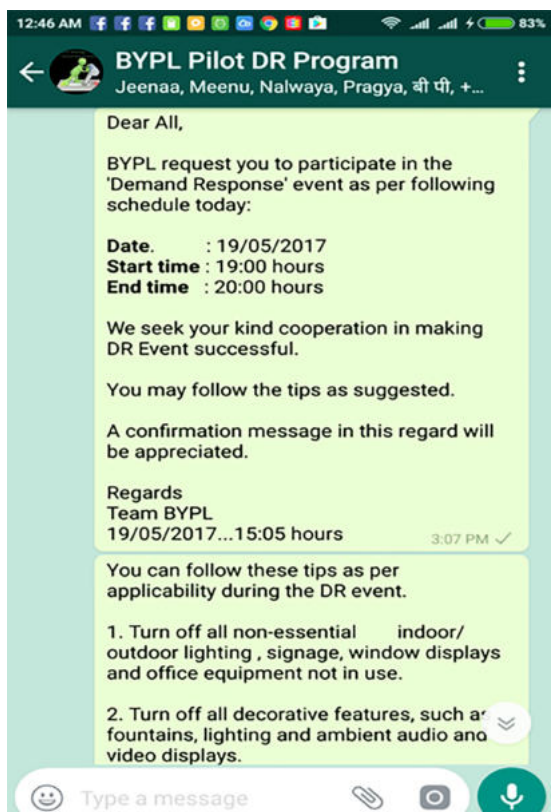 12:46 AM 83%
BYPL Pilot DR Program
Jeenaa, Meenu, Nalwaya, Pragya, बी पी, +...
Dear All,
BYPL request you to participate in the
'Demand Response' event as per following
schedule today:
Date. : 19/05/2017
Start time : 19:00 hours
End time : 20:00 hours
We seek your kind cooperation in making
DR Event successful.
You may follow the tips as suggested.
A confirmation message in this regard will
be appreciated.
Regards
Team BYPL
19/05/2017...15:05 hours
3:07 PM
You can follow these tips as per
applicability during the DR event.
1. Turn off all non-essential indoor/
outdoor lighting , signage, window displays
and office equipment not in use.
2. Turn off all decorative features, such as
fountains, lighting and ambient audio and
video displays.
Type a message